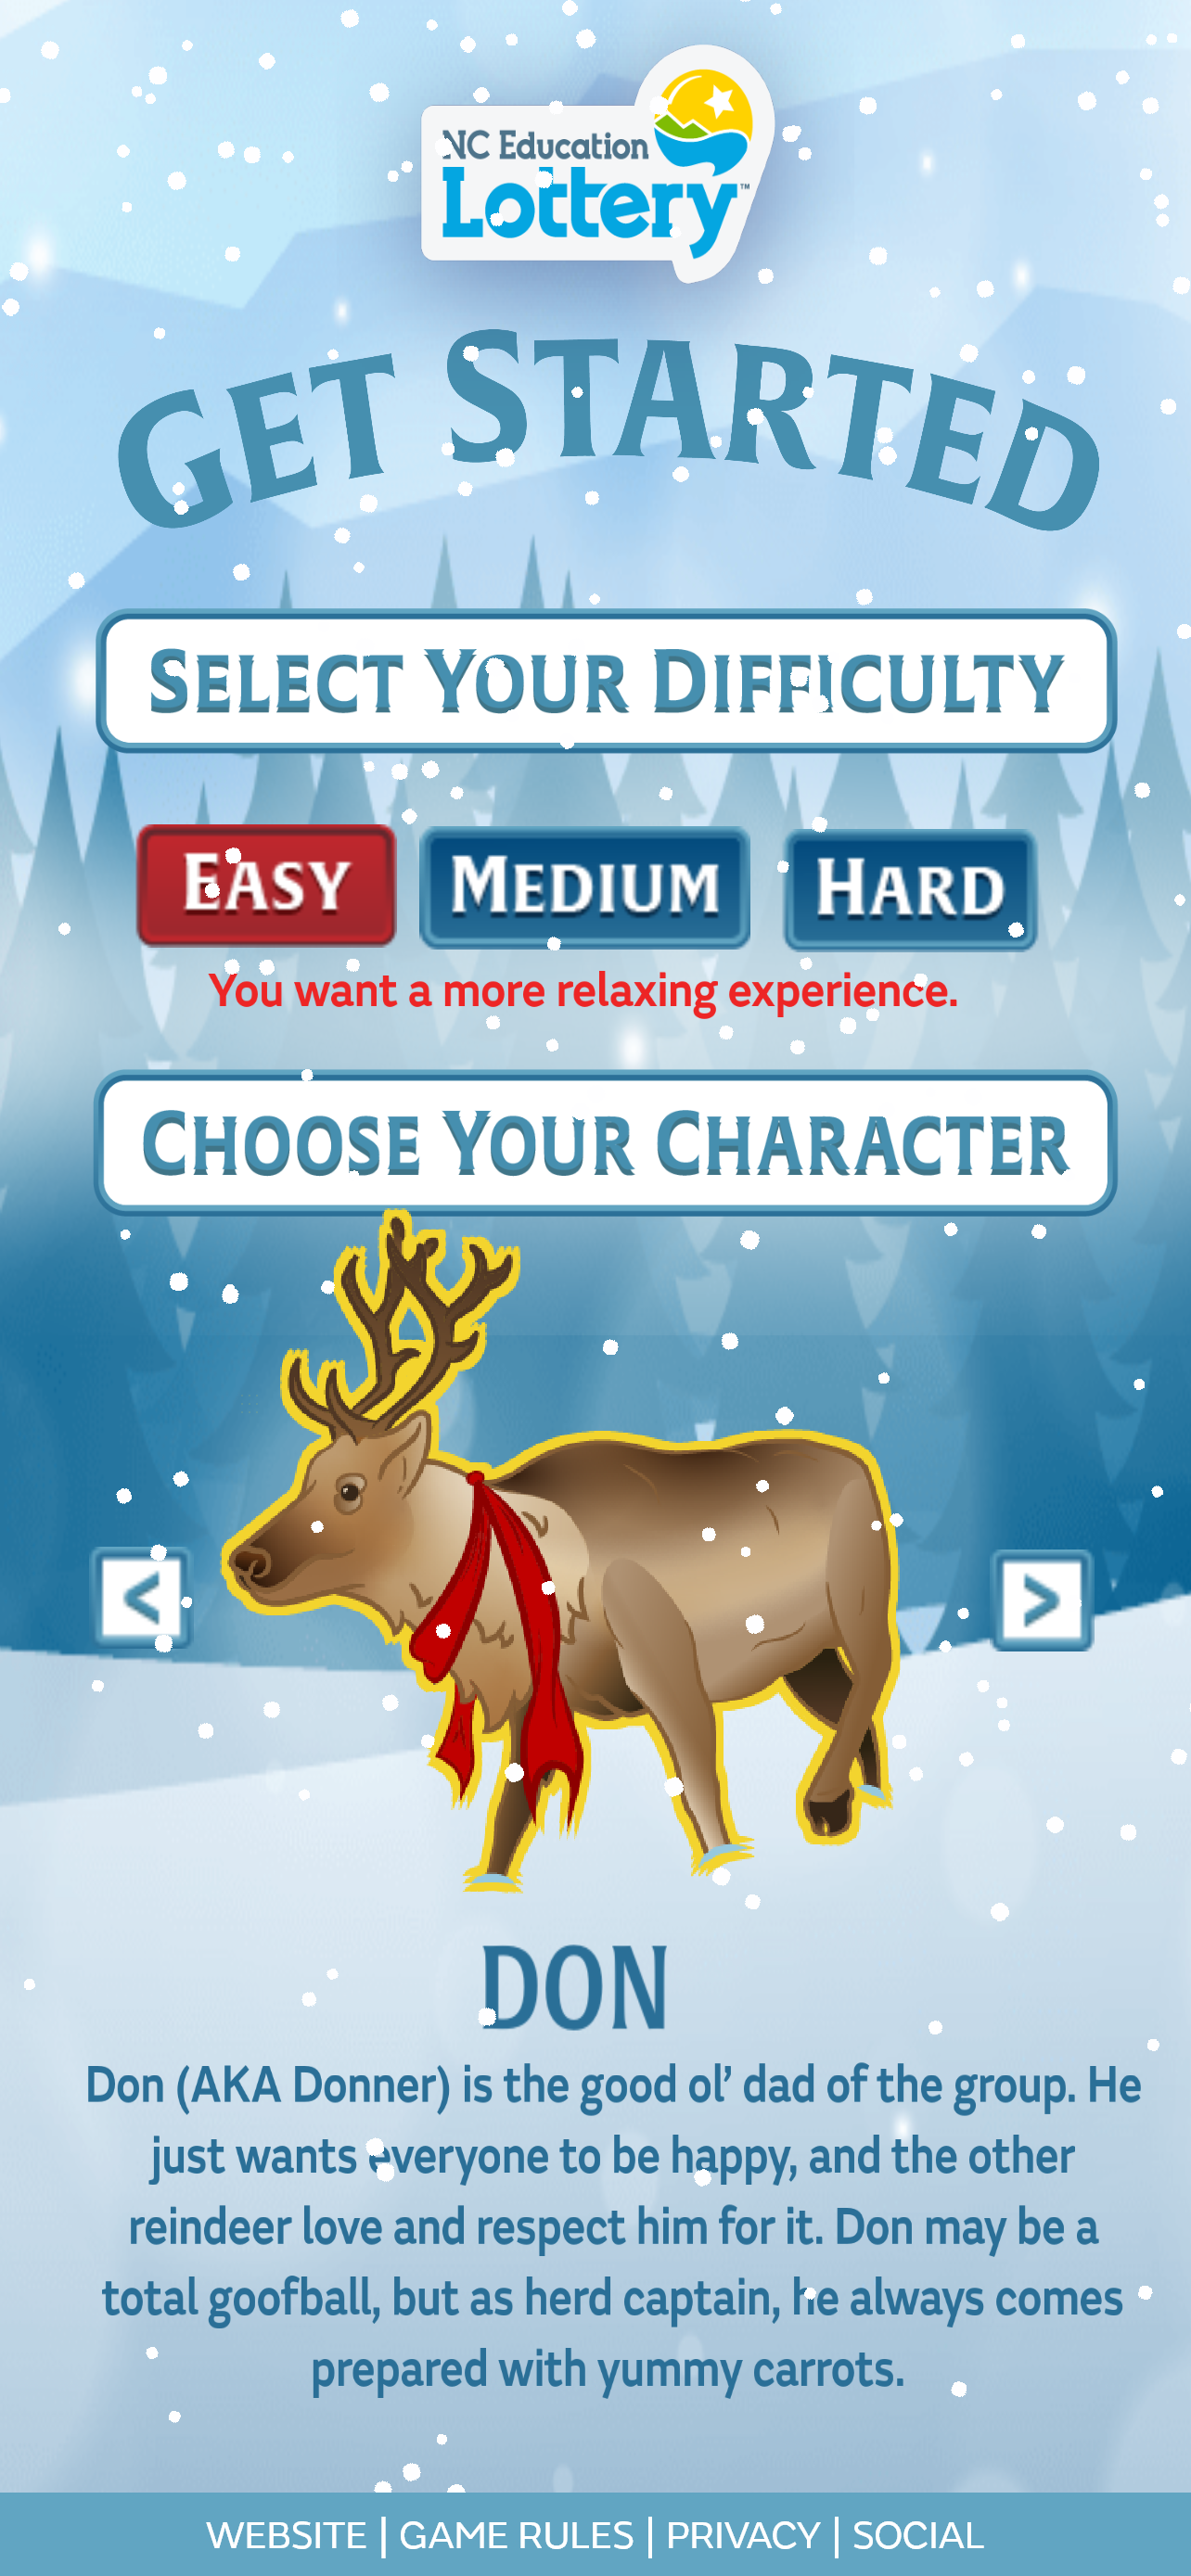 NC Education
Lottery™
GET STARTED
SELECT YOUR DIFFICULTY
EASY MEDIUM HARD
You want a more relaxing experience.
CHOOSE YOUR CHARACTER
< >
DON
Don (AKA Donner) is the good ol’ dad of the group. He
just wants everyone to be happy, and the other
reindeer love and respect him for it. Don may be a
total goofball, but as herd captain, he always comes
prepared with yummy carrots.
WEBSITE | GAME RULES | PRIVACY | SOCIAL